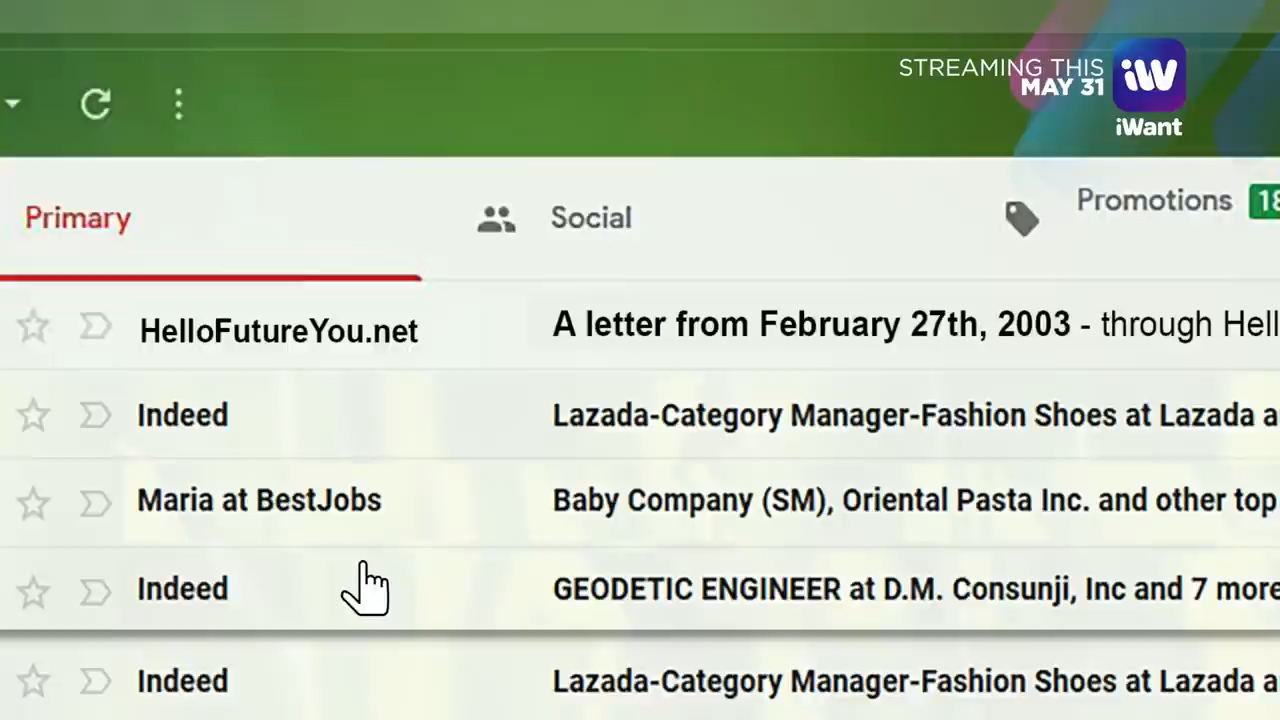 STREAMING THIS
MAY 31
iW
iWant
Primary
Social
Promotions
18
HelloFutureYou.net
A letter from February 27th, 2003 - through Hell
Indeed
Lazada-Category Manager-Fashion Shoes at Lazada a
Maria at BestJobs
Baby Company (SM), Oriental Pasta Inc. and other top
Indeed
GEODETIC ENGINEER at D.M. Consunji, Inc and 7 more
Indeed
Lazada-Category Manager-Fashion Shoes at Lazada a